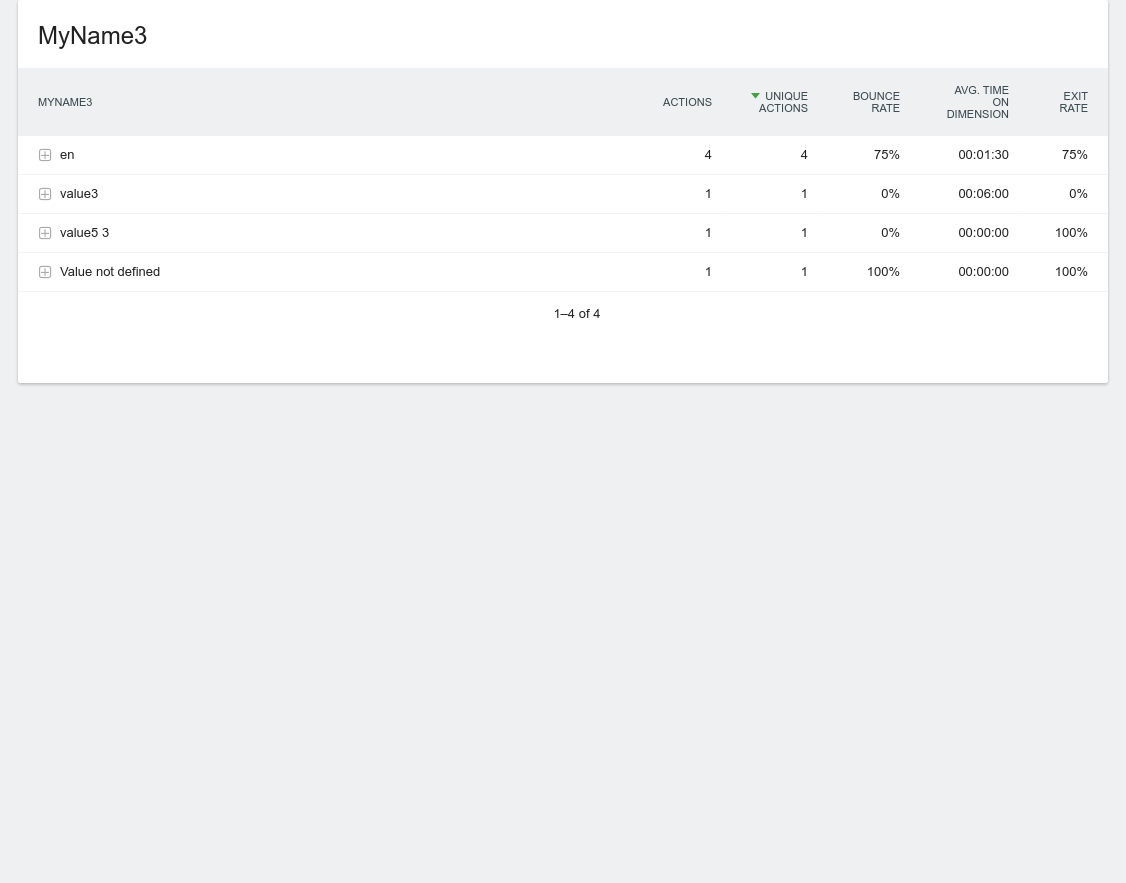 MyName3
MYNAME3 ACTIONS UNIQUE ACTIONS BOUNCE RATE AVG. TIME ON DIMENSION EXIT RATE
en 4 4 75% 00:01:30 75%
value3 1 1 0% 00:06:00 0%
value5 3 1 1 0% 00:00:00 100%
Value not defined 1 1 100% 00:00:00 100%
1–4 of 4